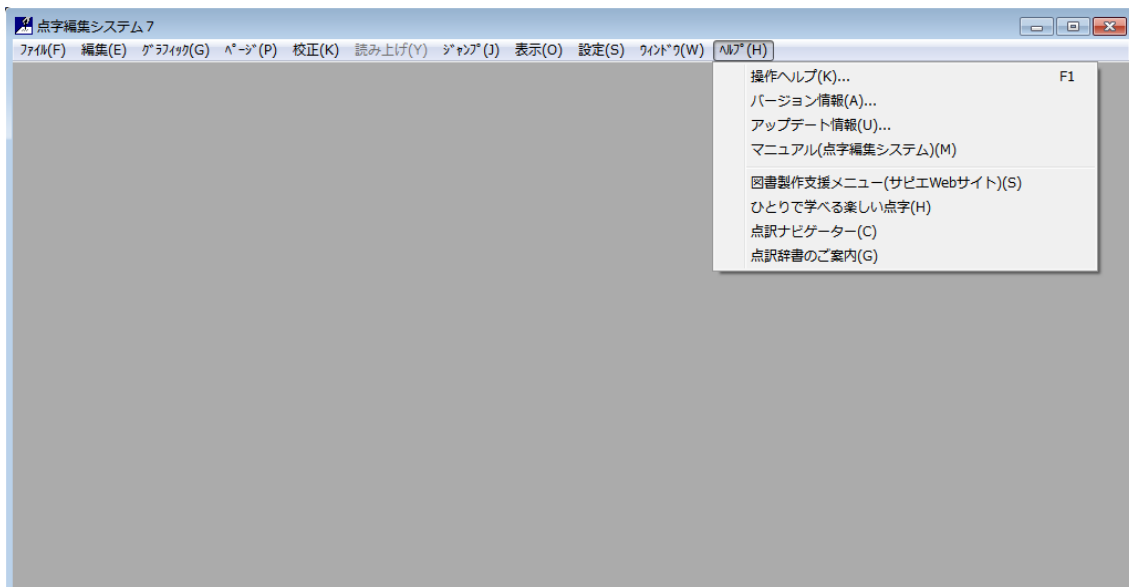 点字編集システム7
ﾌｧｲﾙ(F) 編集(E) ｸﾞﾗﾌｨｯｸ(G) ﾍﾟｰｼﾞ(P) 校正(K) 読み上げ(Y) ｼﾞｬﾝﾌﾟ(J) 表示(O) 設定(S) ｳｨﾝﾄﾞｳ(W) ﾍﾙﾌﾟ(H)
操作ヘルプ(K)... F1
バージョン情報(A)...
アップデート情報(U)...
マニュアル(点字編集システム)(M)
図書製作支援メニュー(サピエWebサイト)(S)
ひとりで学べる楽しい点字(H)
点訳ナビゲーター(C)
点訳辞書のご案内(G)